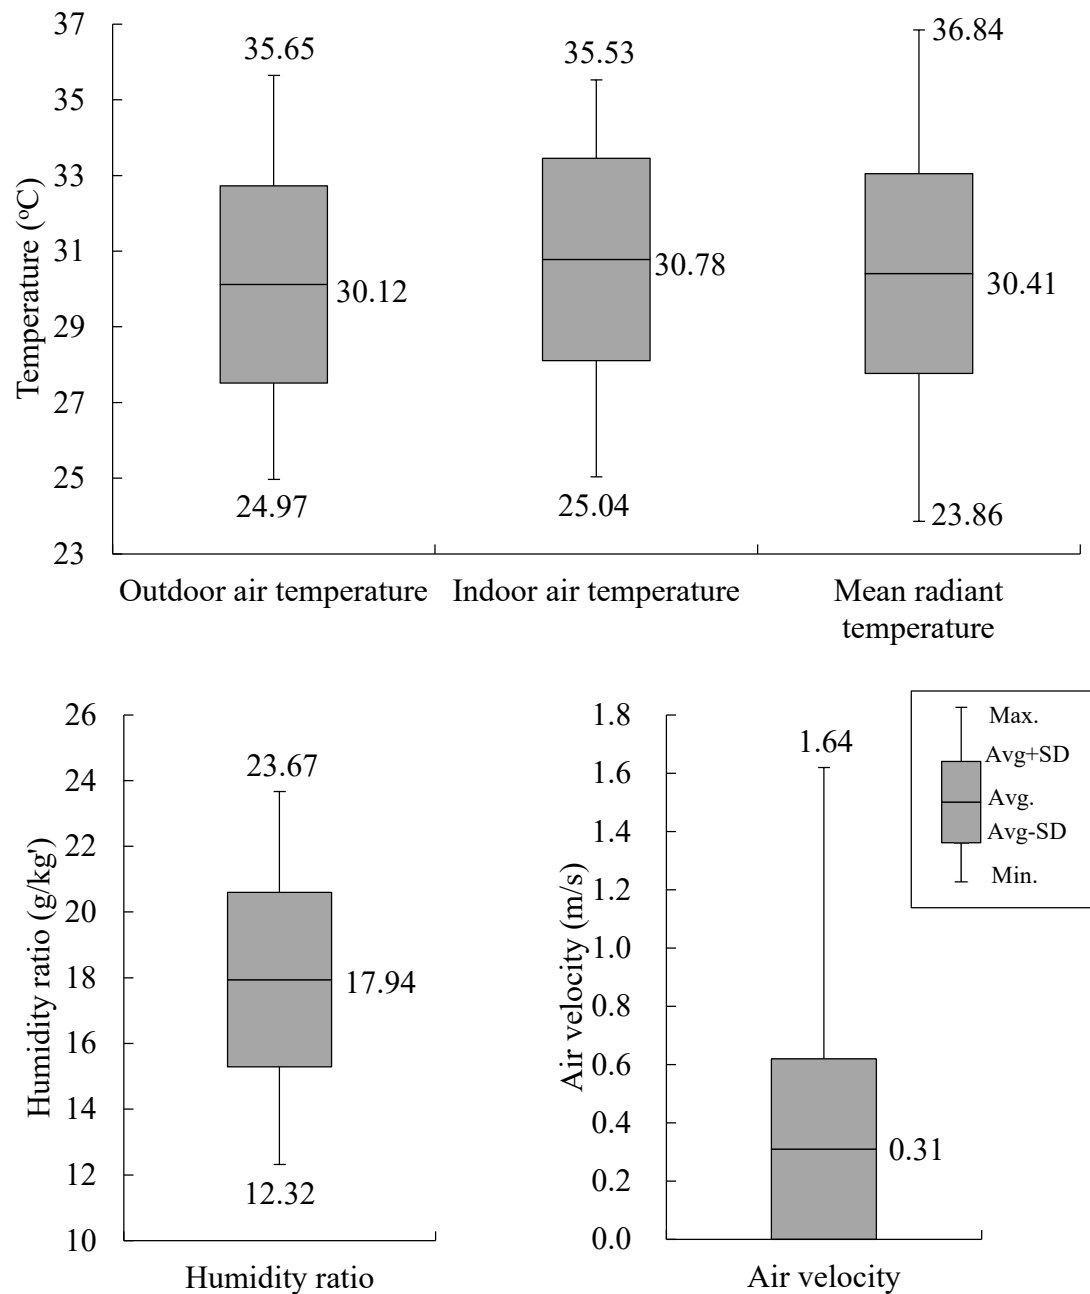 Temperature (°C)
37
35
33
31
29
27
25
23
35.65
30.12
24.97
35.53
30.78
25.04
36.84
30.41
23.86
Outdoor air temperature
Indoor air temperature
Mean radiant
temperature
Humidity ratio (g/kg')
26
24
22
20
18
16
14
12
10
23.67
17.94
12.32
Humidity ratio
Air velocity (m/s)
1.8
1.6
1.4
1.2
1.0
0.8
0.6
0.4
0.2
0.0
1.64
0.31
Air velocity
Max.
Avg+SD
Avg.
Avg-SD
Min.